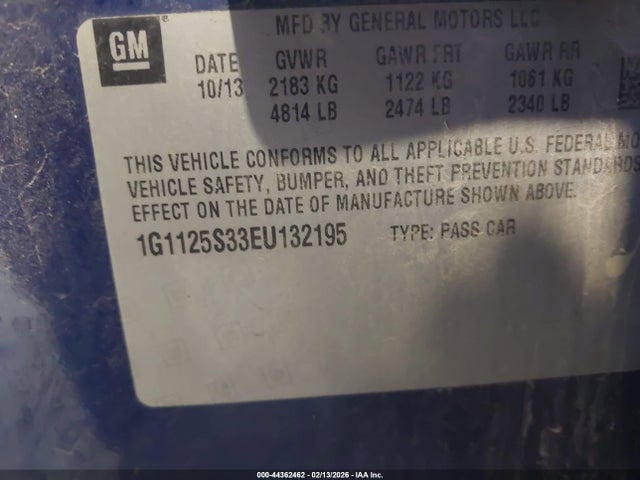 GM
®
MFD BY GENERAL MOTORS LLC
DATE GVWR GAWR FRT GAWR RR
10/13 2183 KG 1122 KG 1061 KG
4814 LB 2474 LB 2340 LB
THIS VEHICLE CONFORMS TO ALL APPLICABLE U.S. FEDERAL
VEHICLE SAFETY, BUMPER, AND THEFT PREVENTION STANDARDS
EFFECT ON THE DATE OF MANUFACTURE SHOWN ABOVE.
1G1125S33EU132195 TYPE: PASS CAR
000-44362462 - 02/13/2026 - IAA Inc.